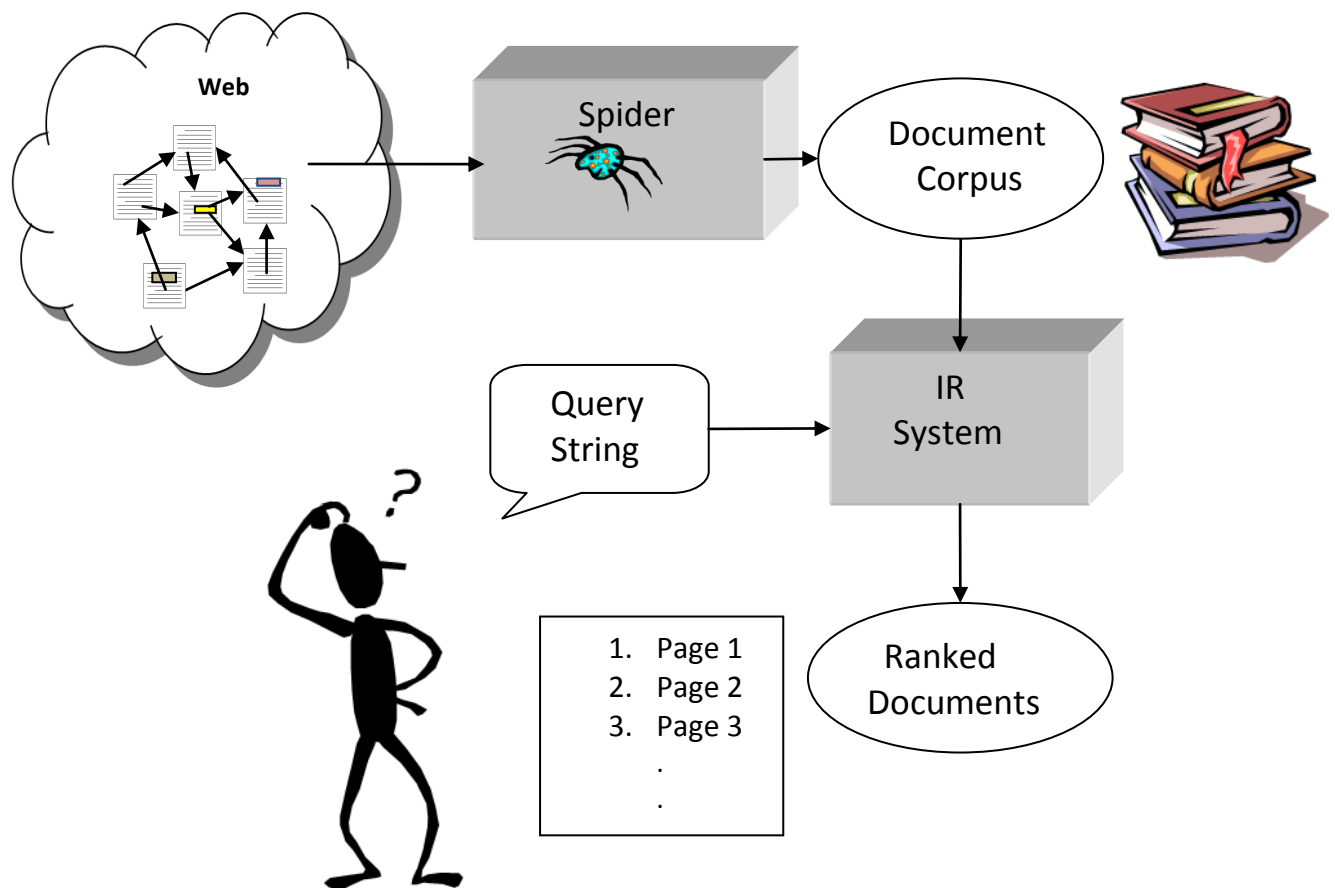 Web
Spider
Document
Corpus
IR
System
Query
String
?
1. Page 1
2. Page 2
3. Page 3
.
.
Ranked
Documents